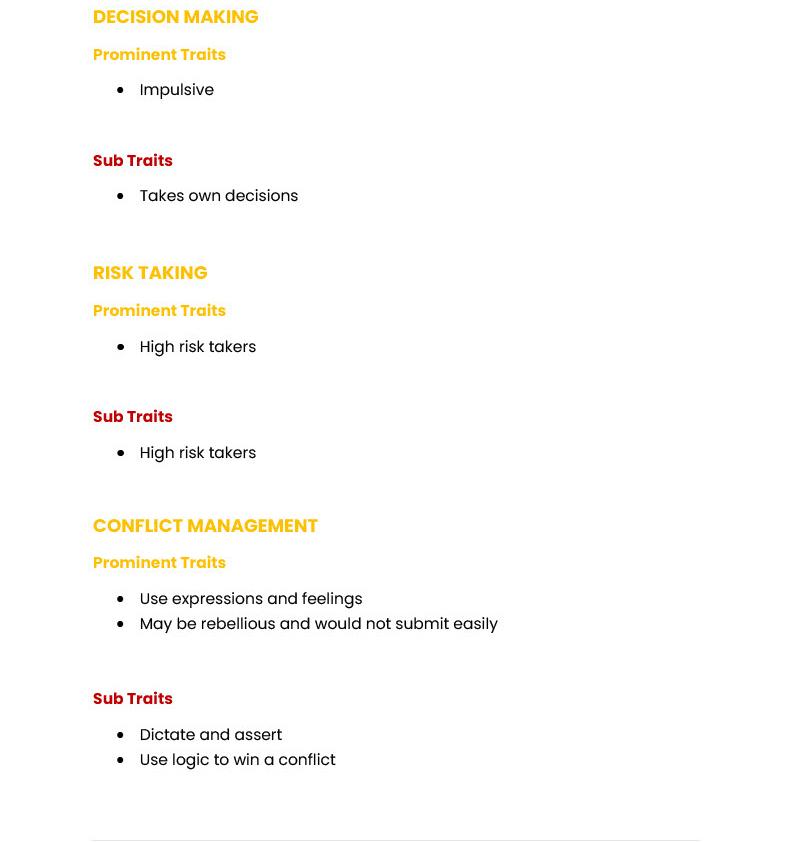 DECISION MAKING
Prominent Traits
• Impulsive
Sub Traits
• Takes own decisions
RISK TAKING
Prominent Traits
• High risk takers
Sub Traits
• High risk takers
CONFLICT MANAGEMENT
Prominent Traits
• Use expressions and feelings
• May be rebellious and would not submit easily
Sub Traits
• Dictate and assert
• Use logic to win a conflict